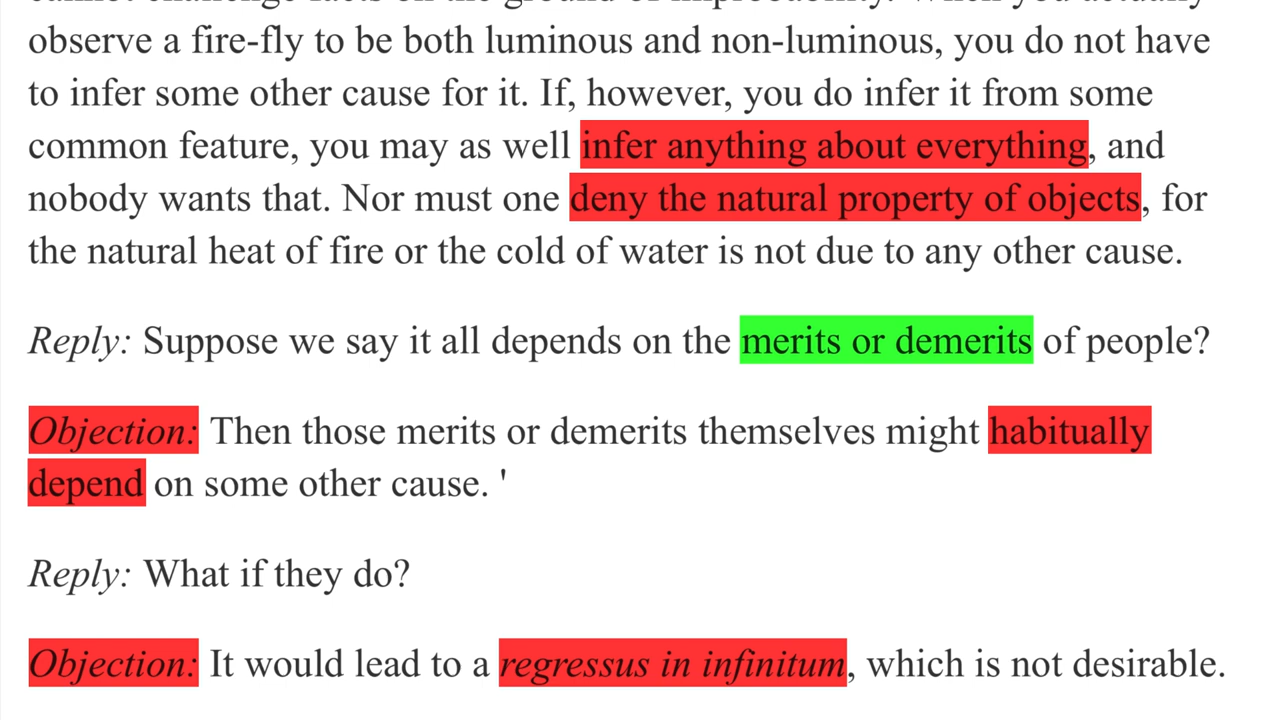 observe a fire-fly to be both luminous and non-luminous, you do not have
to infer some other cause for it. If, however, you do infer it from some
common feature, you may as well infer anything about everything, and
nobody wants that. Nor must one deny the natural property of objects, for
the natural heat of fire or the cold of water is not due to any other cause.
Reply: Suppose we say it all depends on the merits or demerits of people?
Objection: Then those merits or demerits themselves might habitually
depend on some other cause. '
Reply: What if they do?
Objection: It would lead to a regressus in infinitum, which is not desirable.